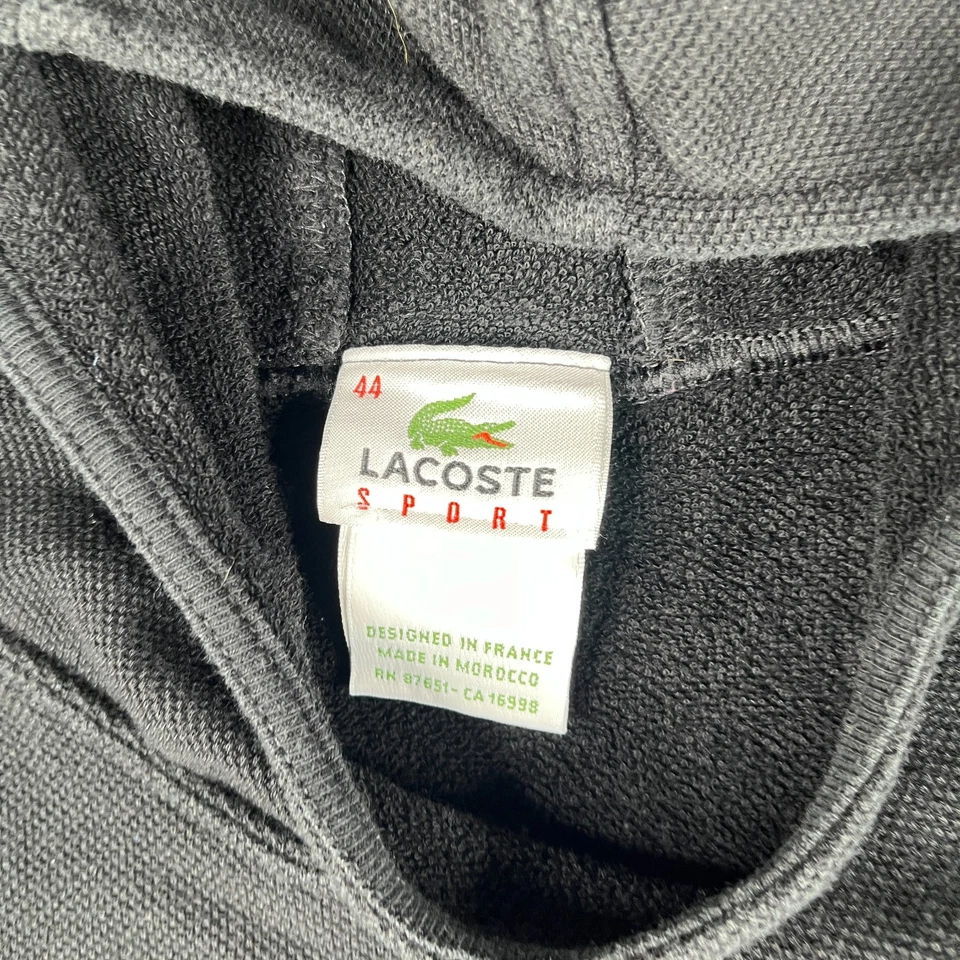 44
LACOSTE
SPORT
DESIGNED IN FRANCE
MADE IN MOROCCO
RN 87651 - CA 16998